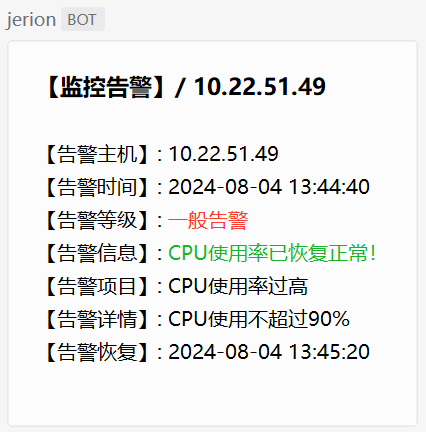 jerion BOT
【监控告警】/ 10.22.51.49
【告警主机】: 10.22.51.49
【告警时间】: 2024-08-04 13:44:40
【告警等级】: 一般告警
【告警信息】: CPU使用率已恢复正常!
【告警项目】: CPU使用率过高
【告警详情】: CPU使用不超过90%
【告警恢复】: 2024-08-04 13:45:20